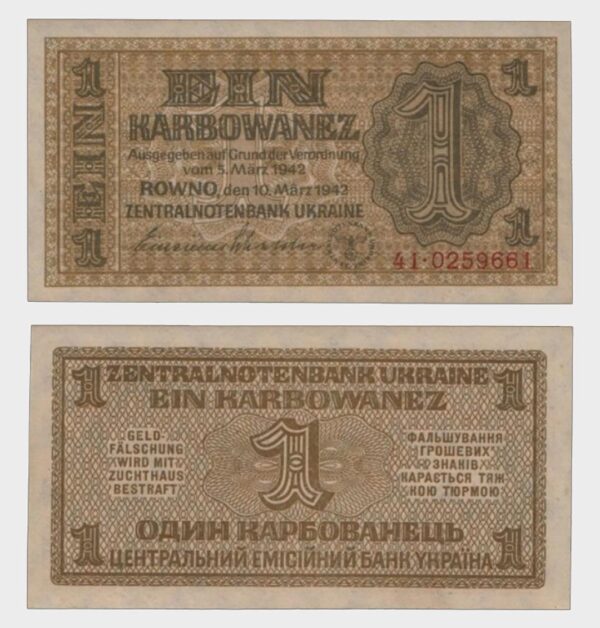 1
EIN
1
EIN
KARBOWANEZ
Ausgegeben auf Grund der Verordnung
vom 5. März 1942
ROWNO, den 10. März 1942
ZENTRALNOTENBANK UKRAINE
1
1
1
41·0259661
1
ZENTRALNOTENBANK UKRAINE
1
EIN KARBOWANEZ
GELD-
FÄLSCHUNG
WIRD MIT
ZUCHTHAUS
BESTRAFT
1
ФАЛЬШУВАННЯ
ГРОШЕВИХ
ЗНАКІВ
КАРАЄТЬСЯ ТЯЖ
КОЮ ТЮРМОЮ
ОДИН КАРБОВАНЕЦЬ
1
ЦЕНТРАЛЬНИЙ ЕМІСІЙНИЙ БАНК УКРАЇНА
1